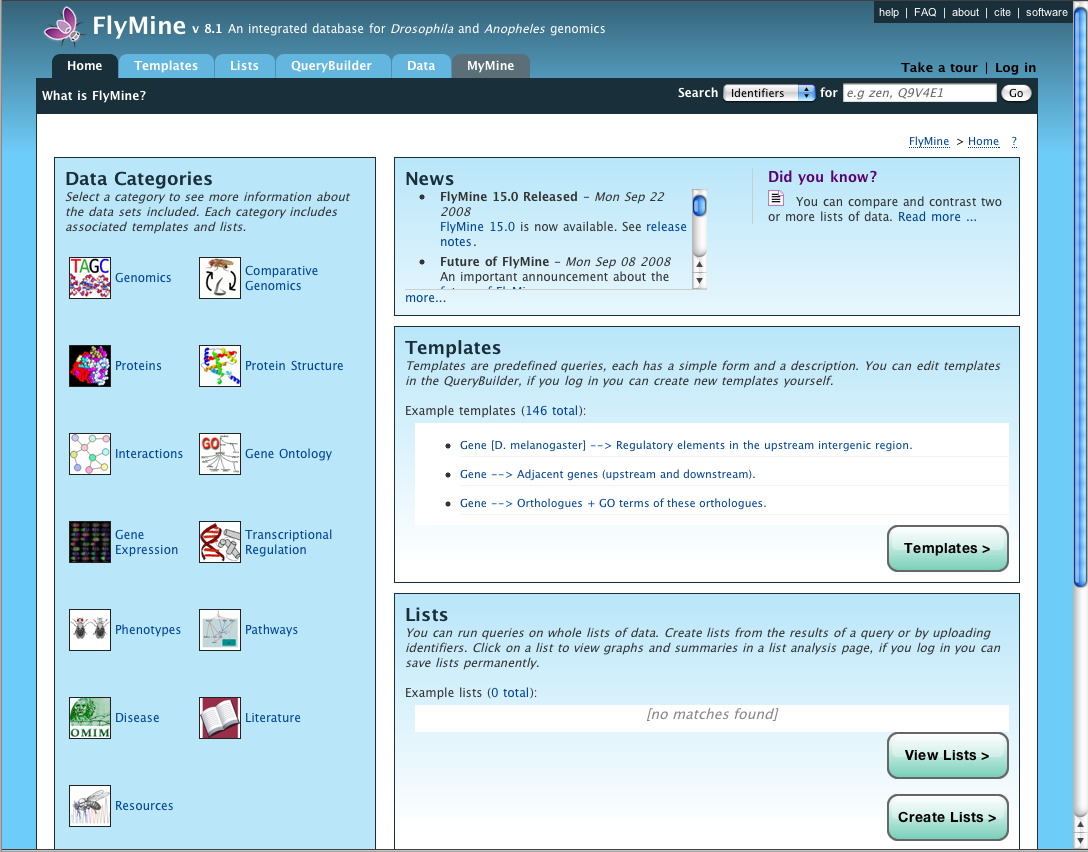 help | FAQ | about | cite | software
FlyMine v 8.1 An integrated database for Drosophila and Anopheles genomics
Home Templates Lists QueryBuilder Data MyMine
Take a tour | Log in
What is FlyMine?
Search Identifiers for e.g zen, Q9V4E1 Go
FlyMine > Home ?
Data Categories
Select a category to see more information about
the data sets included. Each category includes
associated templates and lists.
TAGC
Genomics
Comparative
Genomics
Proteins
Protein Structure
Interactions
GO
Gene Ontology
Gene
Expression
Transcriptional
Regulation
Phenotypes
Pathways
OMIM
Disease
Literature
Resources
News
• FlyMine 15.0 Released - Mon Sep 22
2008
FlyMine 15.0 is now available. See release
notes.
• Future of FlyMine - Mon Sep 08 2008
An important announcement about the
more...
Did you know?
You can compare and contrast two
or more lists of data. Read more ...
Templates
Templates are predefined queries, each has a simple form and a description. You can edit templates
in the QueryBuilder, if you log in you can create new templates yourself.
Example templates (146 total):
• Gene [D. melanogaster] --> Regulatory elements in the upstream intergenic region.
• Gene --> Adjacent genes (upstream and downstream).
• Gene --> Orthologues + GO terms of these orthologues.
Templates >
Lists
You can run queries on whole lists of data. Create lists from the results of a query or by uploading
identifiers. Click on a list to view graphs and summaries in a list analysis page, if you log in you can
save lists permanently.
Example lists (0 total):
[no matches found]
View Lists >
Create Lists >